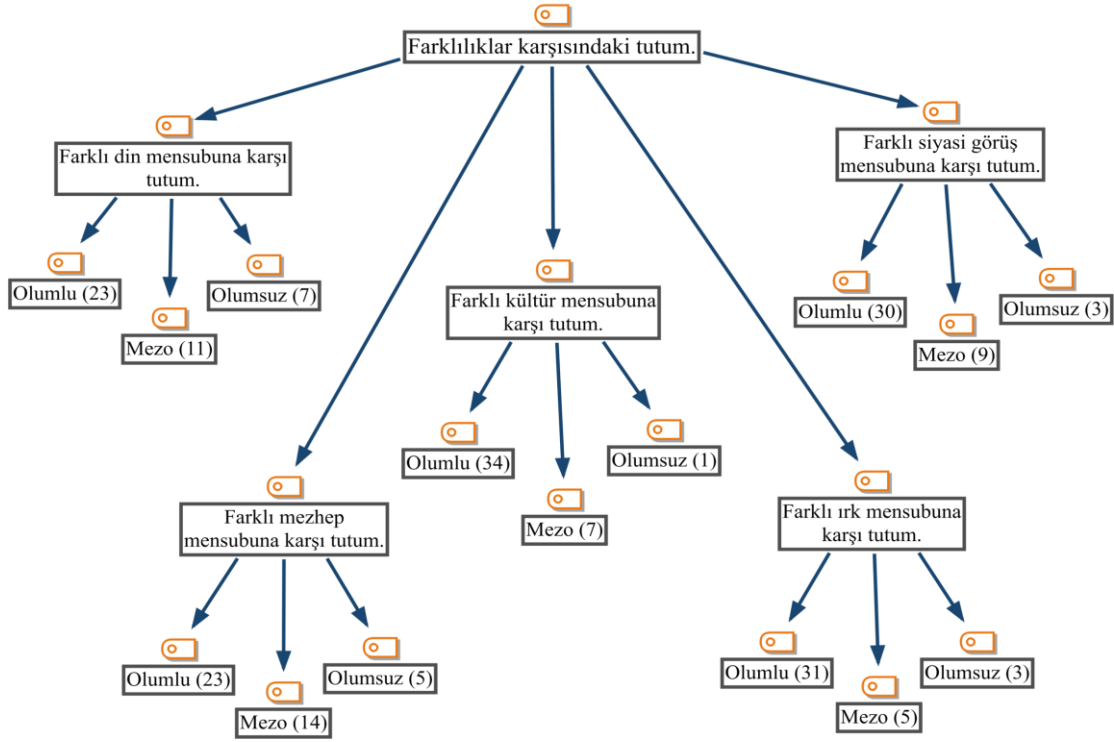 Farklılıklar karşısındaki tutum.
Farklı din mensubuna karşı
tutum.
Olumlu (23)
Mezo (11)
Olumsuz (7)
Farklı mezhep
mensubuna karşı tutum.
Olumlu (23)
Mezo (14)
Olumsuz (5)
Farklı kültür mensubuna
karşı tutum.
Olumlu (34)
Mezo (7)
Olumsuz (1)
Farklı ırk mensubuna
karşı tutum.
Olumlu (31)
Mezo (5)
Olumsuz (3)
Farklı siyasi görüş
mensubuna karşı tutum.
Olumlu (30)
Mezo (9)
Olumsuz (3)